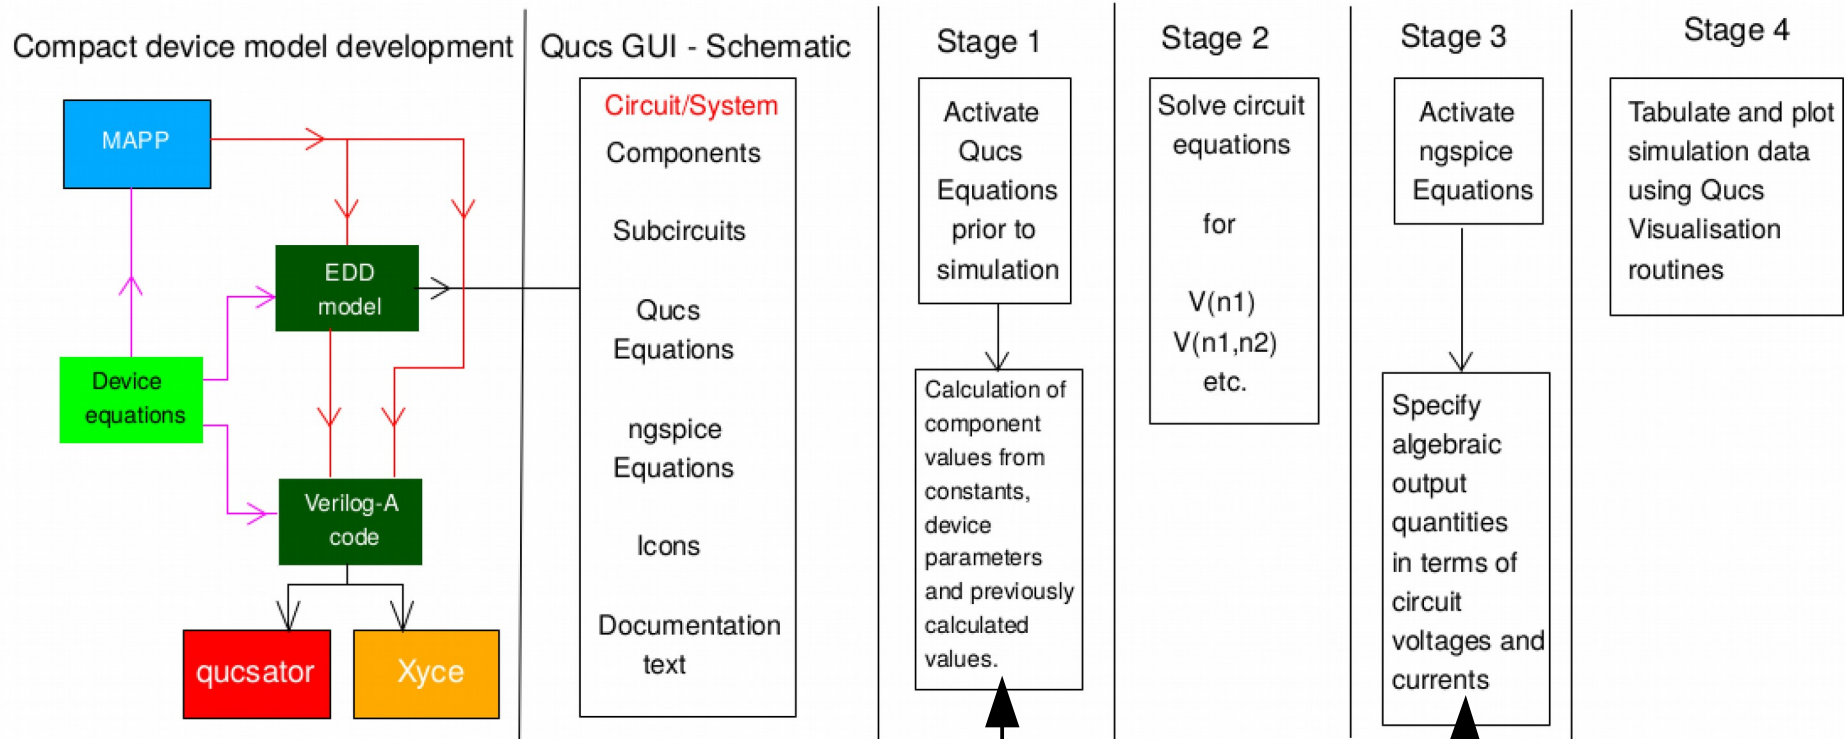 Compact device model development
MAPP
EDD
model
Device
equations
Verilog-A
code
qucsator
Xyce
Qucs GUI - Schematic
Circuit/System
Components
Subcircuits
Qucs
Equations
ngspice
Equations
Icons
Documentation
text
Stage 1
Activate
Qucs
Equations
prior to
simulation
Calculation of
component
values from
constants,
device
parameters
and previously
calculated
values.
Stage 2
Solve circuit
equations
for
V(n1)
V(n1,n2)
etc.
Stage 3
Activate
ngspice
Equations
Specify
algebraic
output
quantities
in terms of
circuit
voltages and
currents
Stage 4
Tabulate and plot
simulation data
using Qucs
Visualisation
routines